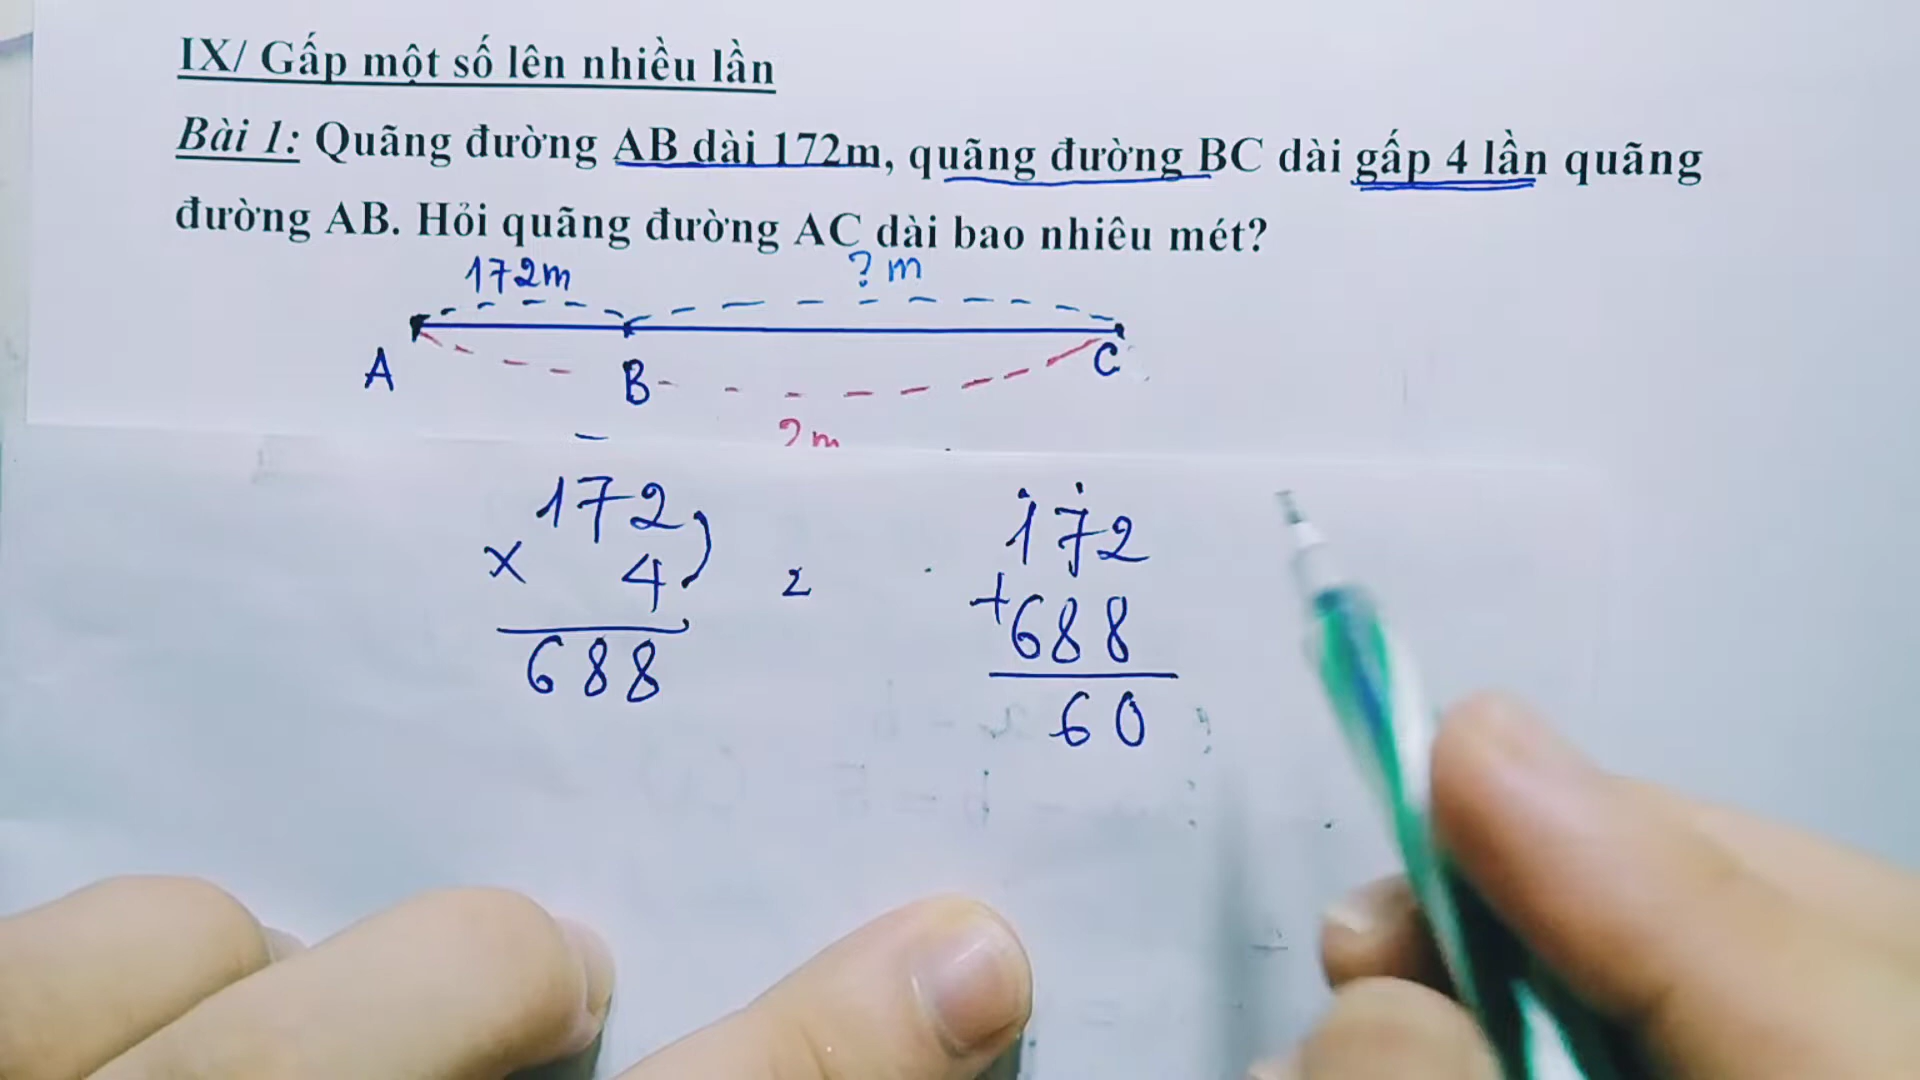 IX/ Gấp một số lên nhiều lần
Bài 1: Quãng đường AB dài 172m, quãng đường BC dài gấp 4 lần quãng
đường AB. Hỏi quãng đường AC dài bao nhiêu mét?
172m ? m
A B C
? m
172
x 4
688
2
172
+ 688
60